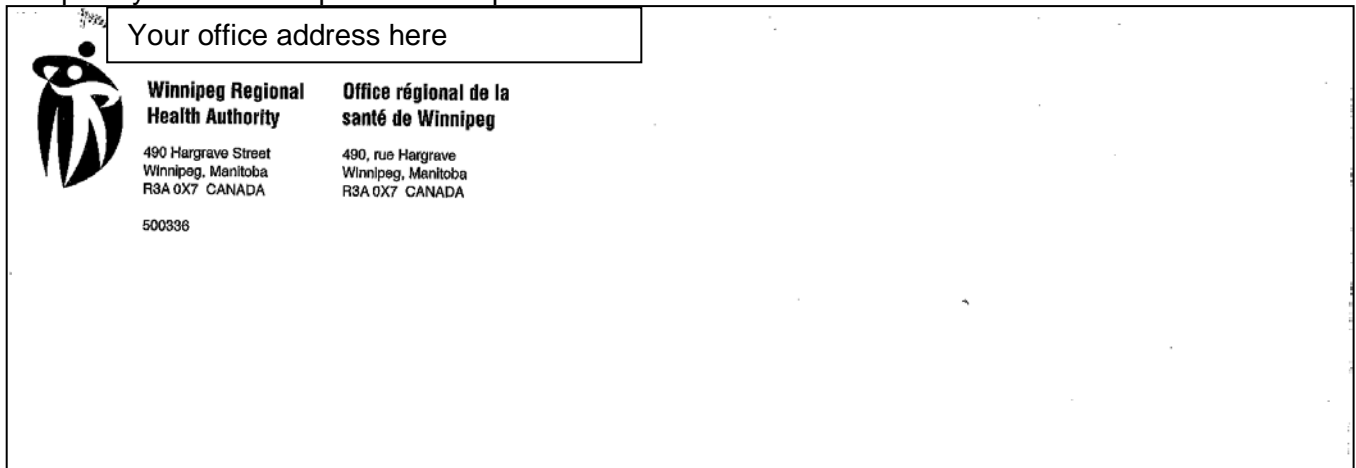 Your office address here
Winnipeg Regional
Health Authority
490 Hargrave Street
Winnipeg, Manitoba
R3A 0X7 CANADA
500336
Office régional de la
santé de Winnipeg
490, rue Hargrave
Winnipeg, Manitoba
R3A 0X7 CANADA